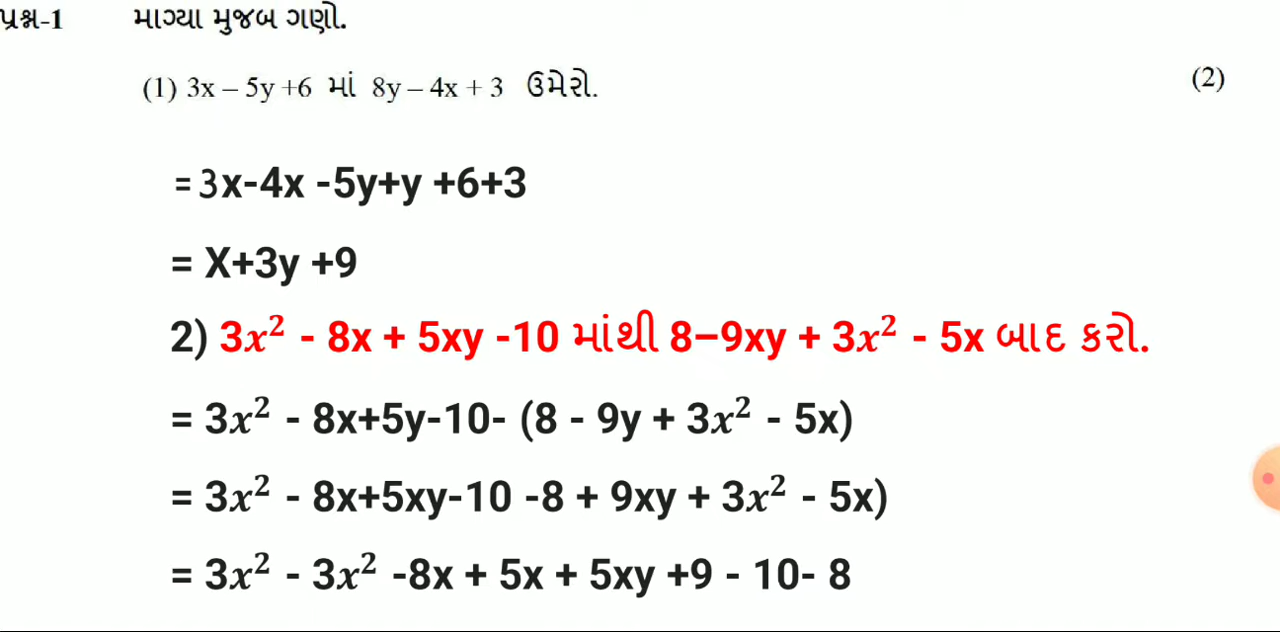 પ્રશ્ન-1 માગ્યા મુજબ ગણો.
(1) 3x – 5y +6 માં 8y – 4x + 3 ઉમેરો. (2)
= 3x-4x -5y+y +6+3
= X+3y +9
2) 3x² - 8x + 5xy -10 માંથી 8–9xy + 3x² - 5x બાદ કરો.
= 3x² - 8x+5y-10- (8 - 9y + 3x² - 5x)
= 3x² - 8x+5xy-10 -8 + 9xy + 3x² - 5x)
= 3x² - 3x² -8x + 5x + 5xy +9 - 10- 8